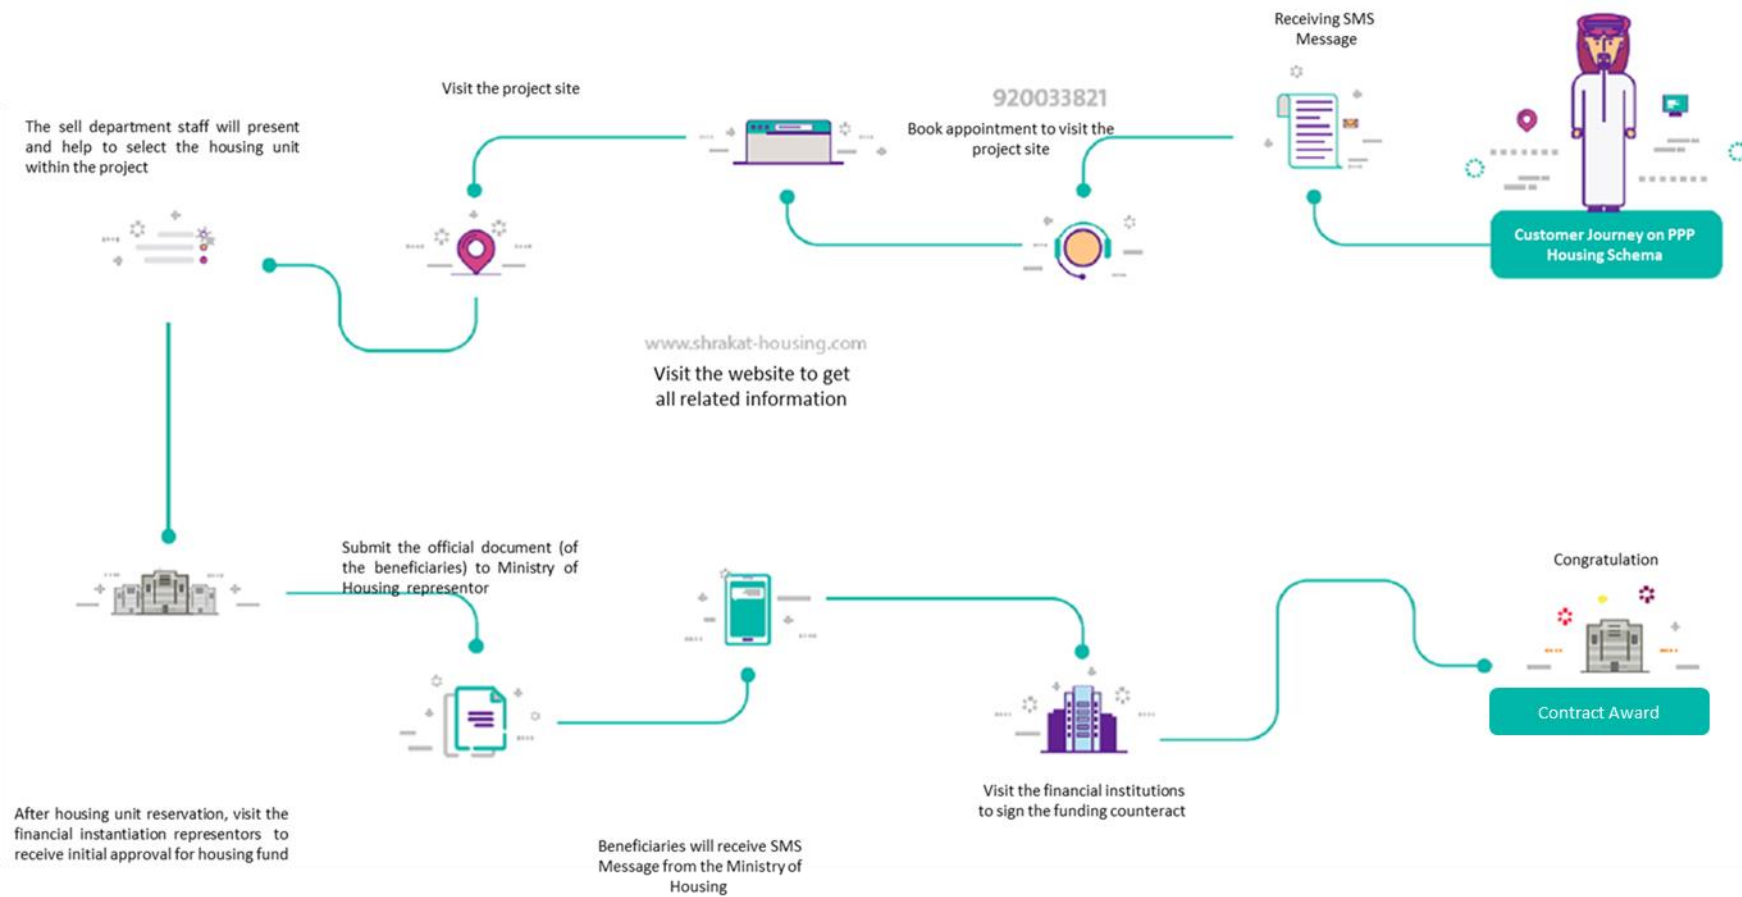 Receiving SMS
Message
Customer Journey on PPP
Housing Schema
920033821
Book appointment to visit the
project site
www.shrakat-housing.com
Visit the website to get
all related information
Visit the project site
The sell department staff will present
and help to select the housing unit
within the project
After housing unit reservation, visit the
financial instantiation representors to
receive initial approval for housing fund
Submit the official document (of
the beneficiaries) to Ministry of
Housing representor
Beneficiaries will receive SMS
Message from the Ministry of
Housing
Visit the financial institutions
to sign the funding counteract
Congratulation
Contract Award